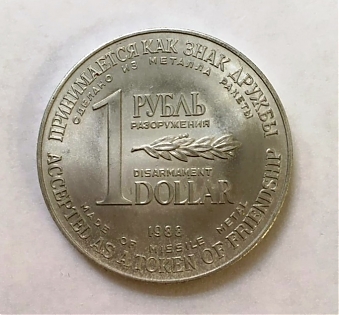 ПРИНИМАЕТСЯ КАК ЗНАК ДРУЖБЫ
СДЕЛАНО ИЗ МЕТАЛЛА РАКЕТЫ
1 РУБЛЬ
РАЗОРУЖЕНИЯ
DISARMAMENT
DOLLAR
1988
MADE OF MISSILE METAL
ACCEPTED AS A TOKEN OF FRIENDSHIP